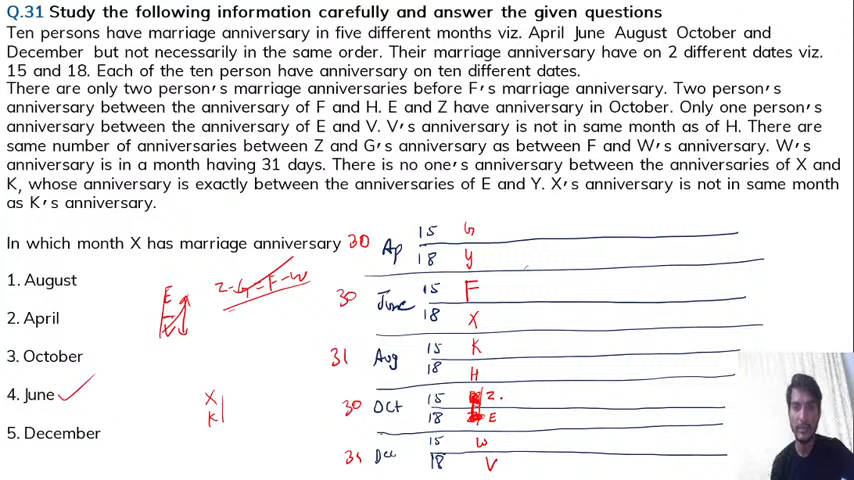 Q.31 Study the following information carefully and answer the given questions
Ten persons have marriage anniversary in five different months viz. April June August October and
December but not necessarily in the same order. Their marriage anniversary have on 2 different dates viz.
15 and 18. Each of the ten person have anniversary on ten different dates.
There are only two person's marriage anniversaries before F's marriage anniversary. Two person's
anniversary between the anniversary of F and H. E and Z have anniversary in October. Only one person's
anniversary between the anniversary of E and V. V's anniversary is not in same month as of H. There are
same number of anniversaries between Z and G's anniversary as between F and W's anniversary. W's
anniversary is in a month having 31 days. There is no one's anniversary between the anniversaries of X and
K, whose anniversary is exactly between the anniversaries of E and Y. X's anniversary is not in same month
as K's anniversary.
In which month X has marriage anniversary
1. August
2. April
3. October
4. June
5. December
E
V
Z-G=F-W
X
K
30 Ap 15 G
18 Y
30 June 15 F
18 X
31 Aug 15 K
18 H
30 Oct 15 Z.
18 E
Dec 15 W
18 V